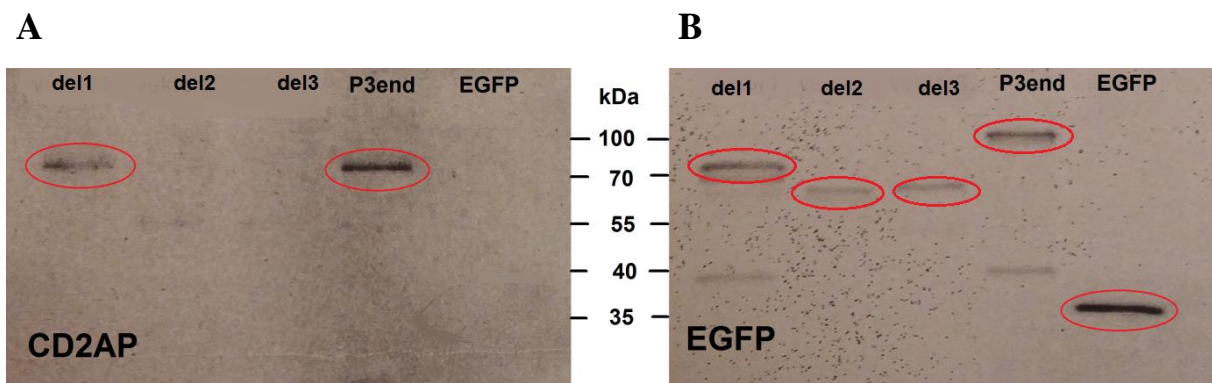 A
B
del1 del2 del3 P3end EGFP
kDa
del1 del2 del3 P3end EGFP
100
70
55
40
35
CD2AP
EGFP